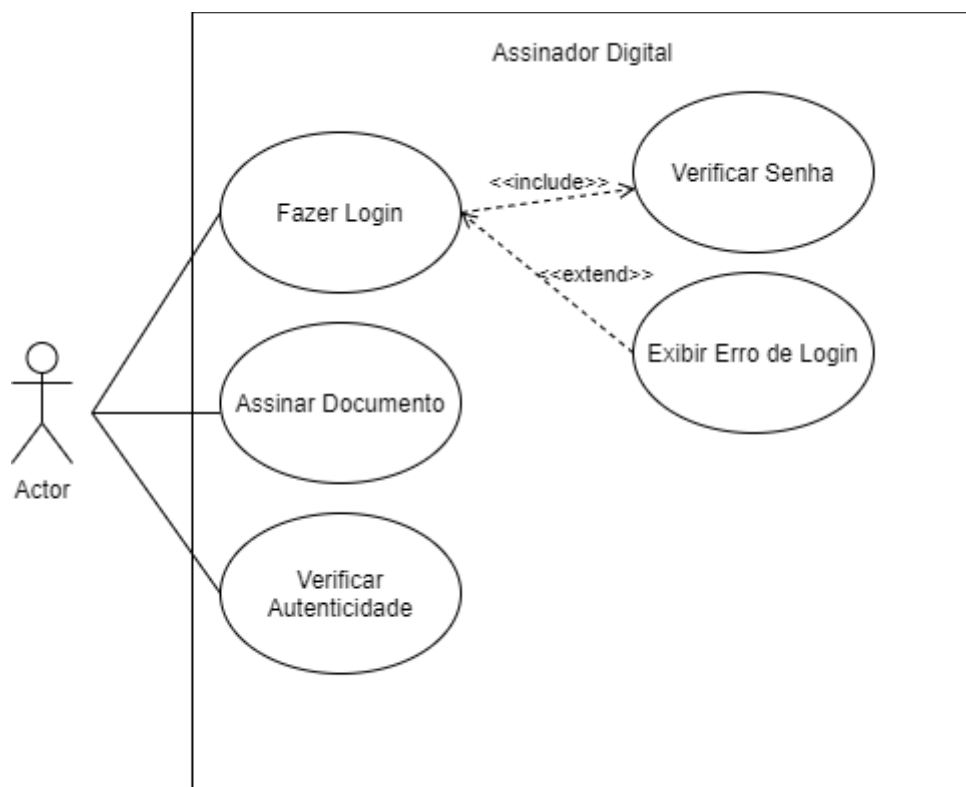 Assinador Digital
Fazer Login
<<include>>
Verificar Senha
<<extend>>
Exibir Erro de Login
Assinar Documento
Actor
Verificar
Autenticidade